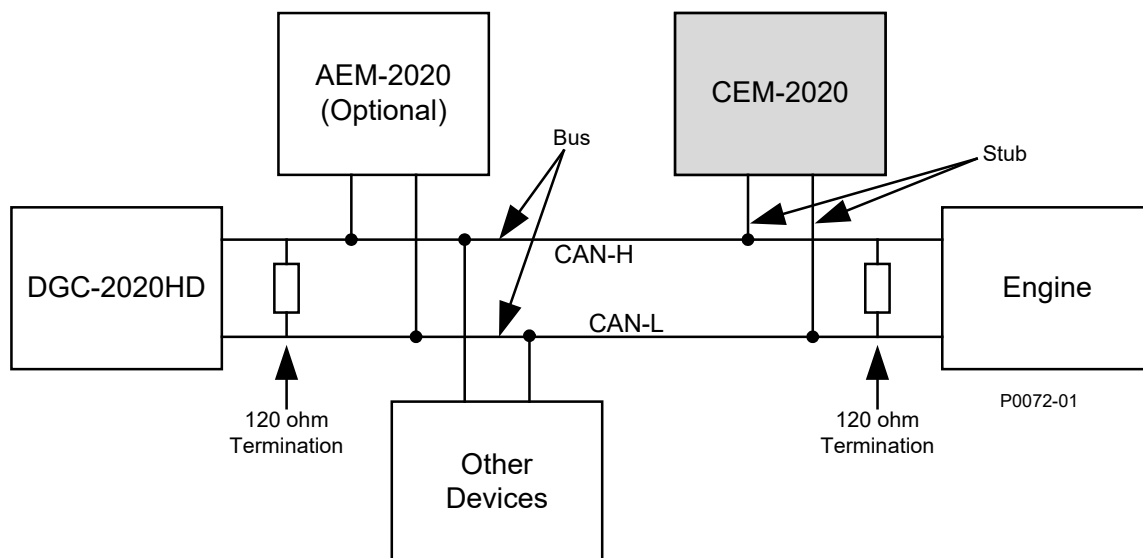 AEM-2020
(Optional)
CEM-2020
Bus
Stub
DGC-2020HD
CAN-H
Engine
CAN-L
P0072-01
120 ohm
Termination
120 ohm
Termination
Other
Devices